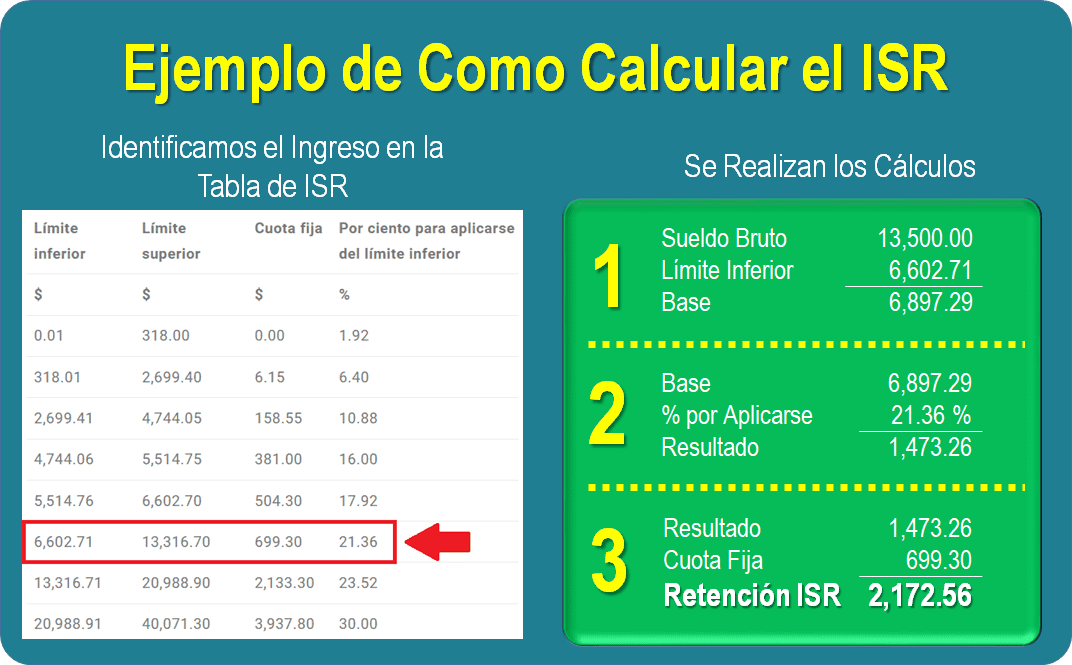 Ejemplo de Como Calcular el ISR
Identificamos el Ingreso en la
Tabla de ISR
Límite inferior Límite superior Cuota fija Por ciento para aplicarse del límite inferior
$ $ $ %
0.01 318.00 0.00 1.92
318.01 2,699.40 6.15 6.40
2,699.41 4,744.05 158.55 10.88
4,744.06 5,514.75 381.00 16.00
5,514.76 6,602.70 504.30 17.92
6,602.71 13,316.70 699.30 21.36
13,316.71 20,988.90 2,133.30 23.52
20,988.91 40,071.30 3,937.80 30.00
Se Realizan los Cálculos
1
Sueldo Bruto 13,500.00
Límite Inferior 6,602.71
Base 6,897.29
2
Base 6,897.29
% por Aplicarse 21.36 %
Resultado 1,473.26
3
Resultado 1,473.26
Cuota Fija 699.30
Retención ISR 2,172.56